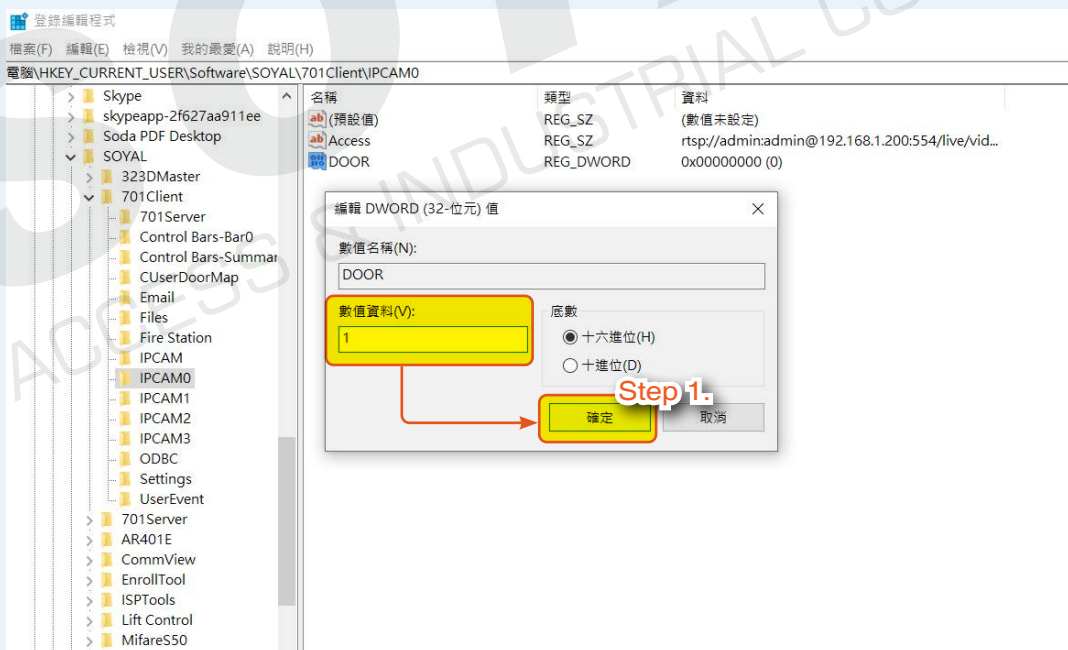 登錄編輯程式
檔案(F) 編輯(E) 檢視(V) 我的最愛(A) 說明(H)
電腦\HKEY_CURRENT_USER\Software\SOYAL\701Client\IPCAM0
Skype
skypeapp-2f627aa911ee
Soda PDF Desktop
SOYAL
323DMaster
701Client
701Server
Control Bars-Bar0
Control Bars-Summar
CUserDoorMap
Email
Files
Fire Station
IPCAM
IPCAM0
IPCAM1
IPCAM2
IPCAM3
ODBC
Settings
UserEvent
701Server
AR401E
CommView
EnrollTool
ISPTools
Lift Control
MifareS50
名稱 類型 資料
(預設值) REG_SZ (數值未設定)
Access REG_SZ rtsp://admin:admin@192.168.1.200:554/live/vid...
DOOR REG_DWORD 0x00000000 (0)
編輯 DWORD (32-位元) 值
數值名稱(N):
DOOR
數值資料(V):
1
底數
十六進位(H)
十進位(D)
Step 1.
確定 取消
ACCESS & INDUSTRIAL